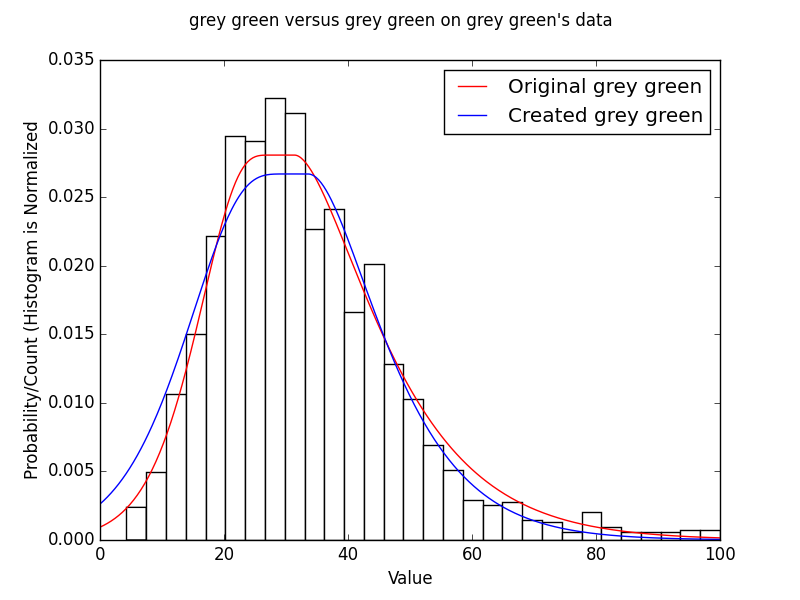 grey green versus grey green on grey green's data
0.035
0.030
0.025
0.020
0.015
0.010
0.005
0.000
Probability/Count (Histogram is Normalized
Original grey green
Created grey green
0 20 40 60 80 100
Value